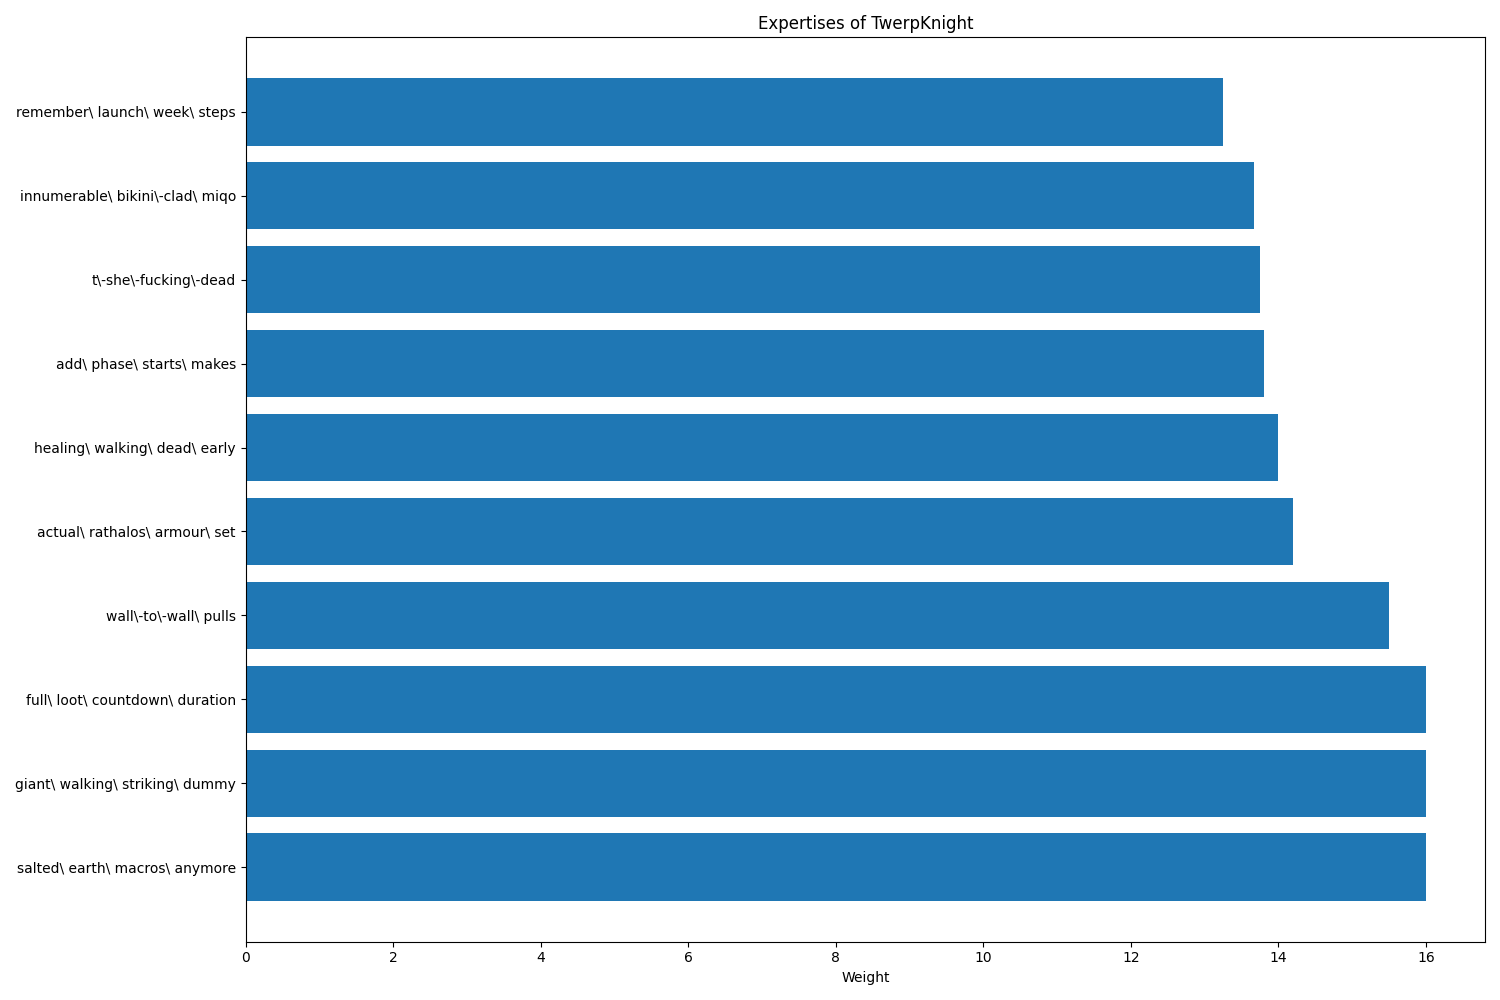 Expertises of TwerpKnight
remember\ launch\ week\ steps
innumerable\ bikini\-clad\ miqo
t\-she\-fucking\-dead
add\ phase\ starts\ makes
healing\ walking\ dead\ early
actual\ rathalos\ armour\ set
wall\-to\-wall\ pulls
full\ loot\ countdown\ duration
giant\ walking\ striking\ dummy
salted\ earth\ macros\ anymore
0 2 4 6 8 10 12 14 16
Weight